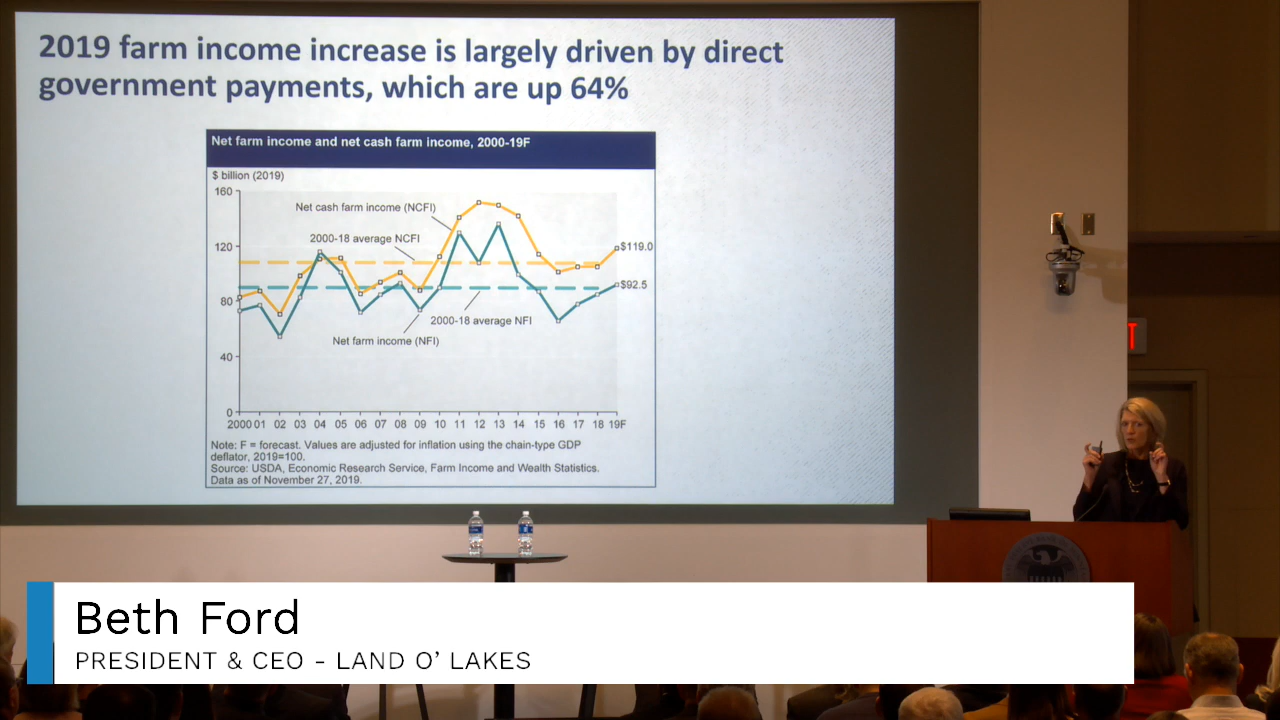 2019 farm income increase is largely driven by direct
government payments, which are up 64%
Net farm income and net cash farm income, 2000-19F
$ billion (2019)
160
120
80
40
0
Net cash farm income (NCFI)
2000-18 average NCFI
$119.0
$92.5
2000-18 average NFI
Net farm income (NFI)
2000 01 02 03 04 05 06 07 08 09 10 11 12 13 14 15 16 17 18 19F
Note: F = forecast. Values are adjusted for inflation using the chain-type GDP
deflator, 2019=100.
Source: USDA, Economic Research Service, Farm Income and Wealth Statistics.
Data as of November 27, 2019.
Beth Ford
PRESIDENT & CEO - LAND O’ LAKES